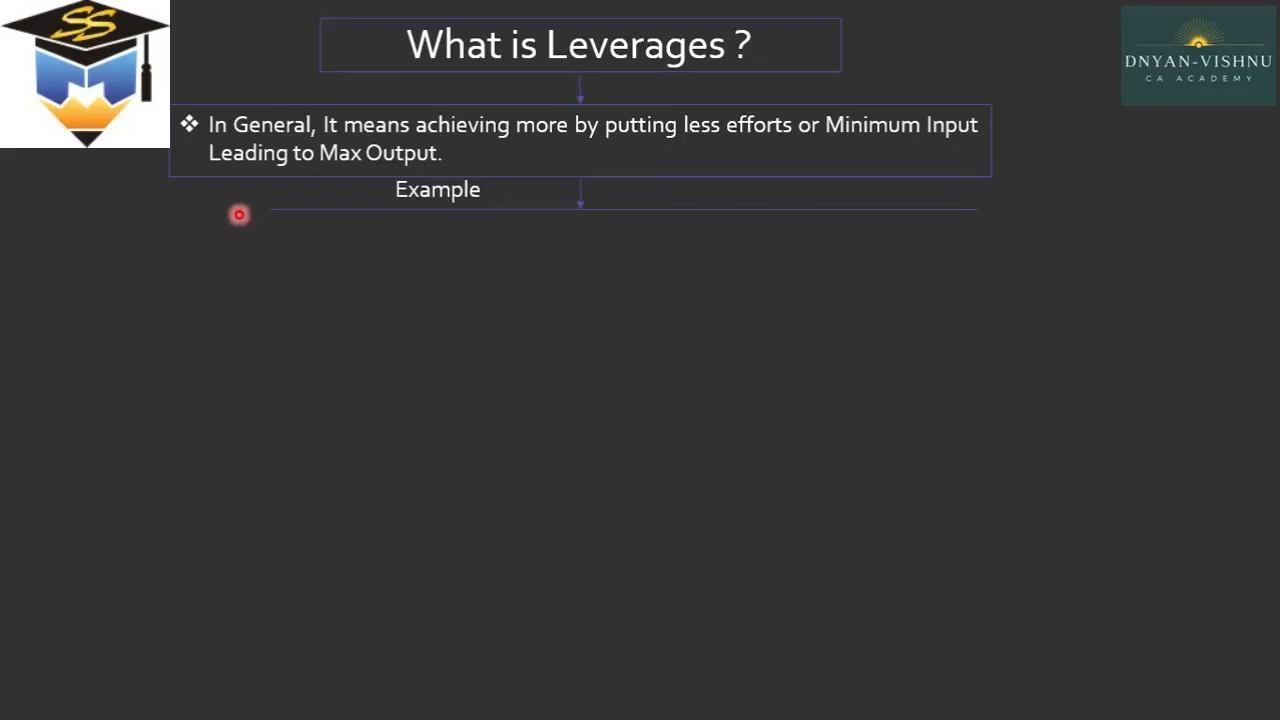 SS
What is Leverages ?
DNYAN-VISHNU
CA ACADEMY
❖ In General, It means achieving more by putting less efforts or Minimum Input
Leading to Max Output.
Example